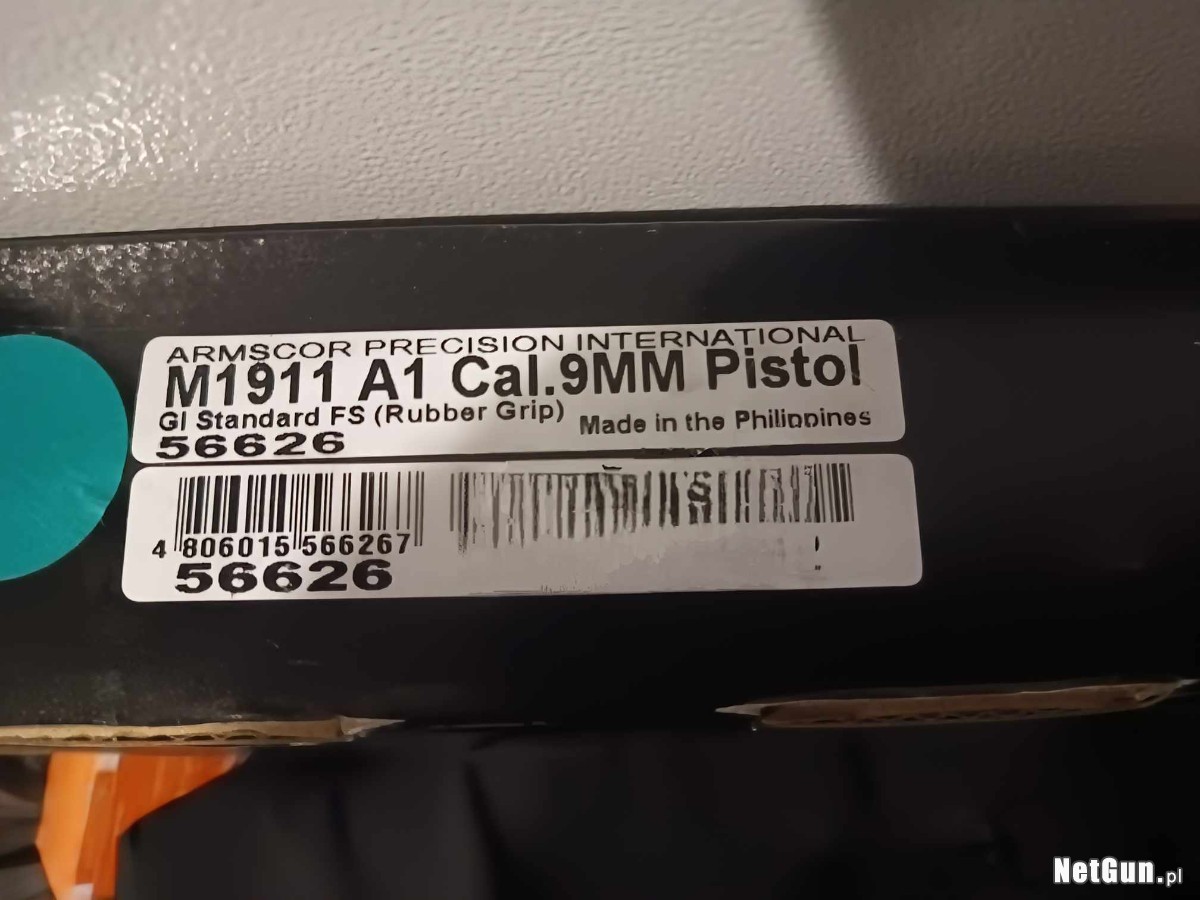 ARMSCOR PRECISION INTERNATIONAL
M1911 A1 Cal.9MM Pistol
GI Standard FS (Rubber Grip) Made in the Philippines
56626
4 806015 566267
56626
NetGun.pl